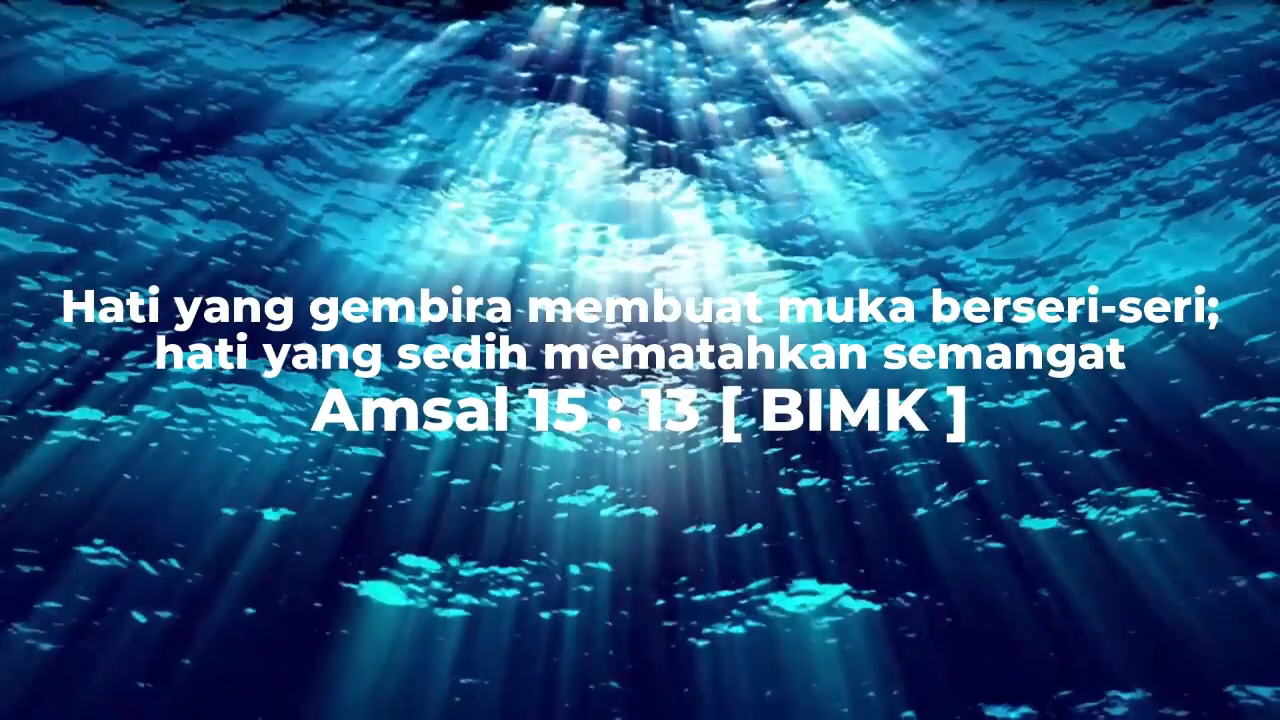 Hati yang gembira membuat muka berseri-seri;
hati yang sedih mematahkan semangat
Amsal 15 : 13 [ BIMK ]